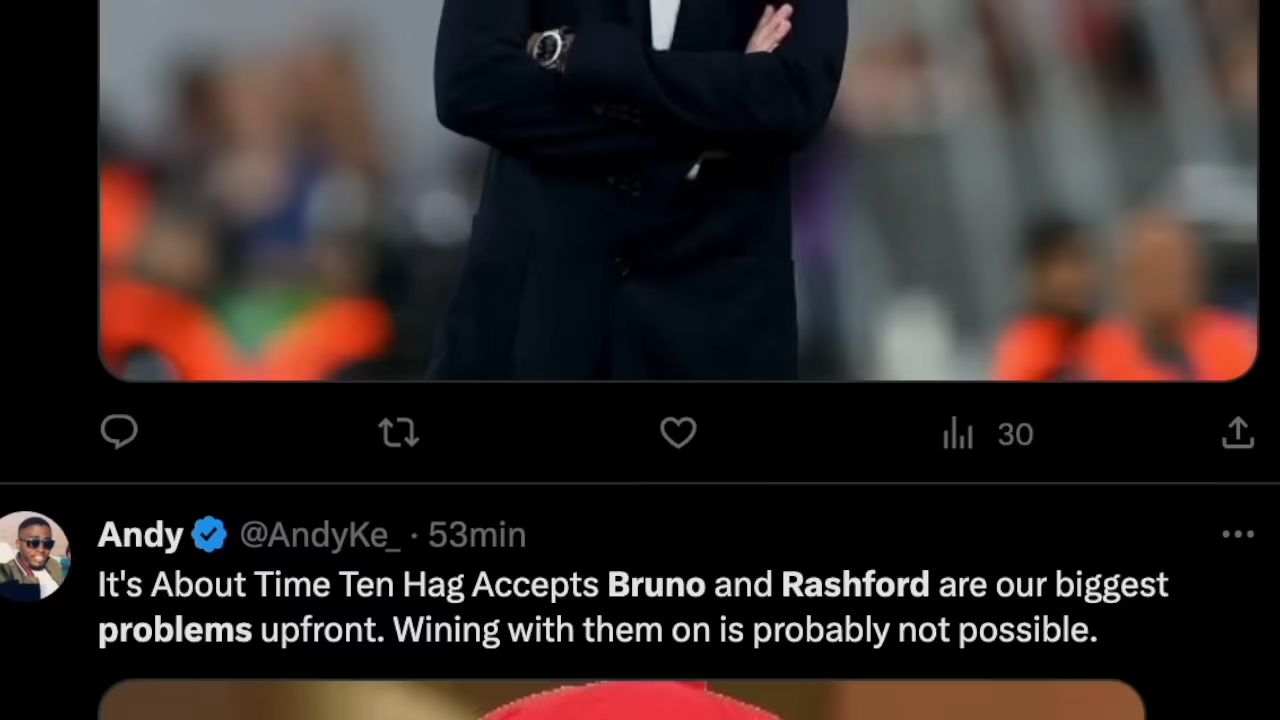 30
Andy @AndyKe_ · 53min
It's About Time Ten Hag Accepts Bruno and Rashford are our biggest
problems upfront. Wining with them on is probably not possible.